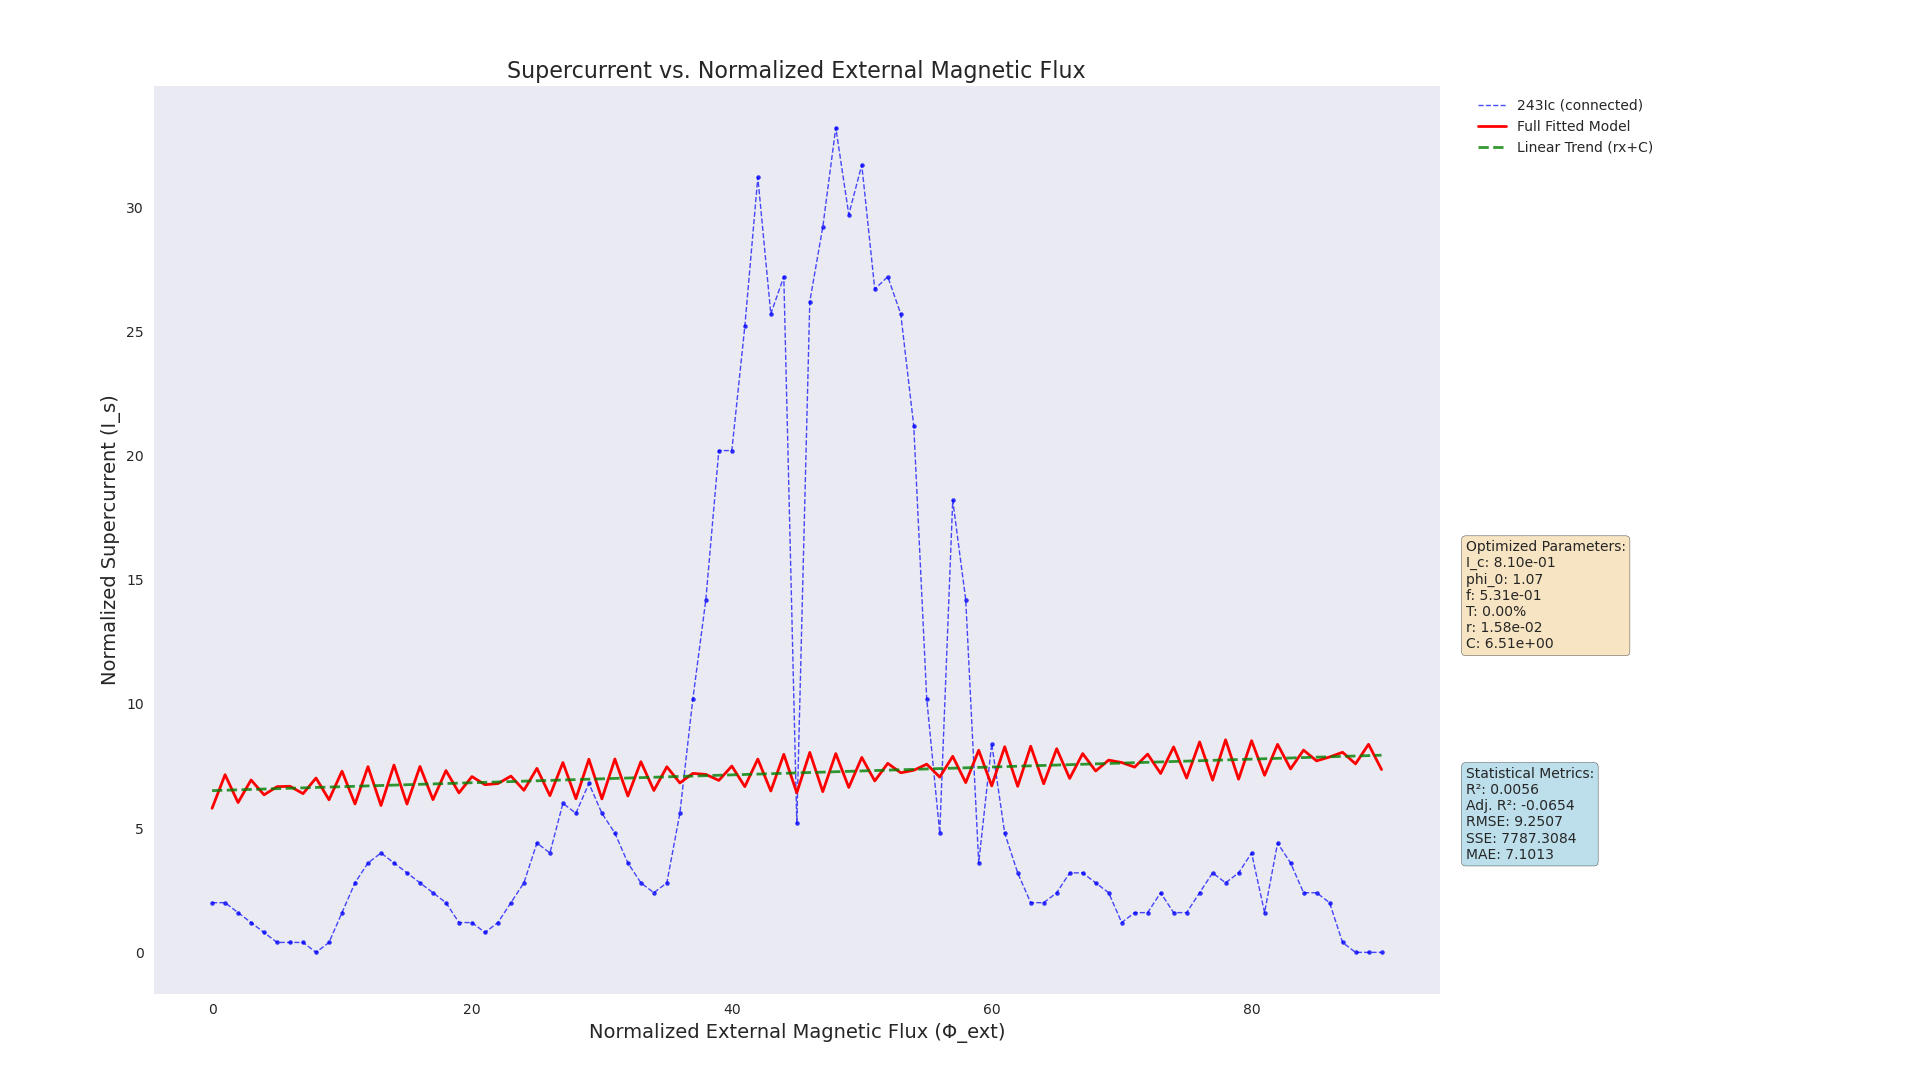 Supercurrent vs. Normalized External Magnetic Flux
243Ic (connected)
Full Fitted Model
Linear Trend (rx+C)
Normalized Supercurrent (I_s)
30
25
20
15
10
5
0
0
20
40
60
80
Normalized External Magnetic Flux (Φ_ext)
Optimized Parameters:
I_c: 8.10e-01
phi_0: 1.07
f: 5.31e-01
T: 0.00%
r: 1.58e-02
C: 6.51e+00
Statistical Metrics:
R²: 0.0056
Adj. R²: -0.0654
RMSE: 9.2507
SSE: 7787.3084
MAE: 7.1013